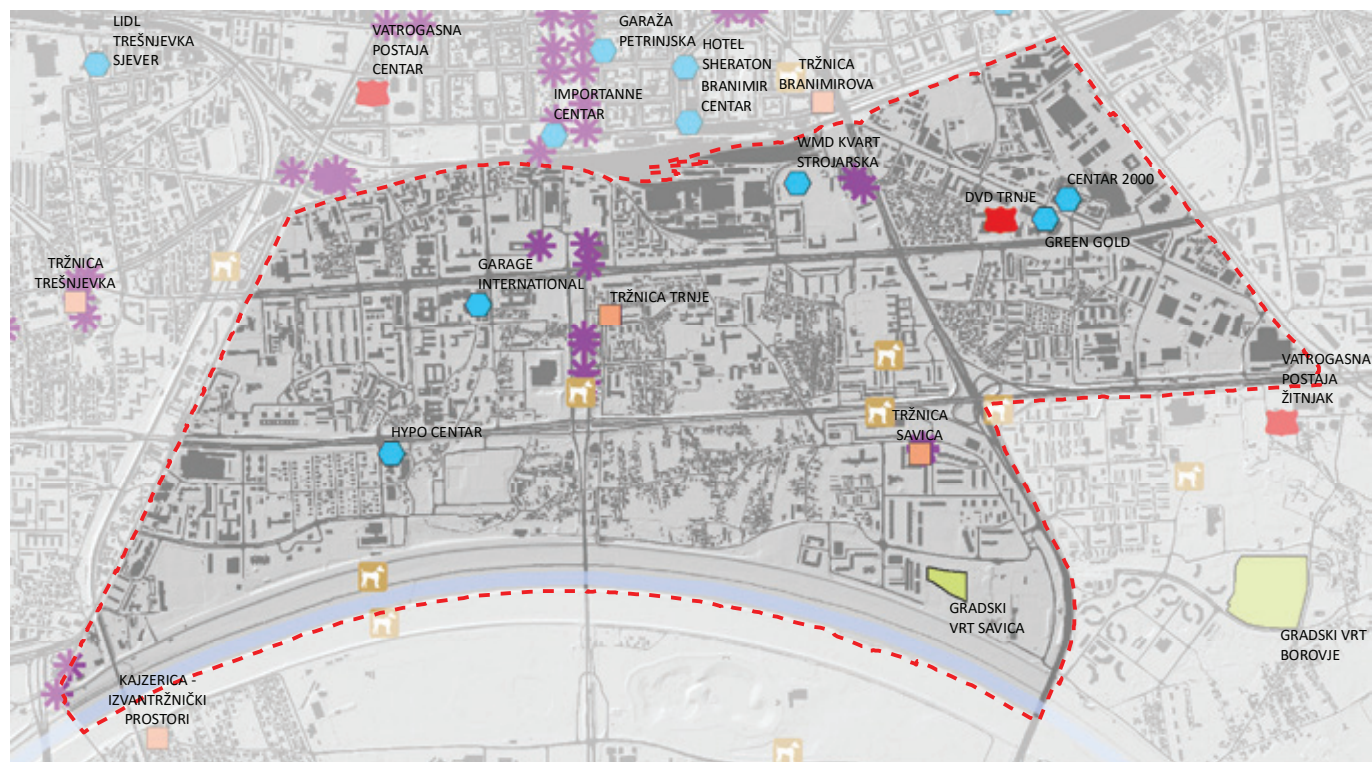 LIDL
TREŠNJEVKA
SJEVER
VATROGASNA
POSTAJA
CENTAR
GARAŽA
PETRINJSKA
HOTEL
SHERATON
BRANIMIR
CENTAR
TRŽNICA
BRANIMIROVA
IMPORTANNE
CENTAR
WMD KVART
STROJARSKA
CENTAR 2000
DVD TRNJE
GREEN GOLD
TRŽNICA
TREŠNJEVKA
GARAGE
INTERNATIONAL
TRŽNICA TRNJE
VATROGASNA
POSTAJA
ŽITNJAK
TRŽNICA
SAVICA
HYPO CENTAR
GRADSKI
VRT SAVICA
GRADSKI VRT
BOROVJE
KAJZERICA -
IZVANTRŽNIČKI
PROSTORI